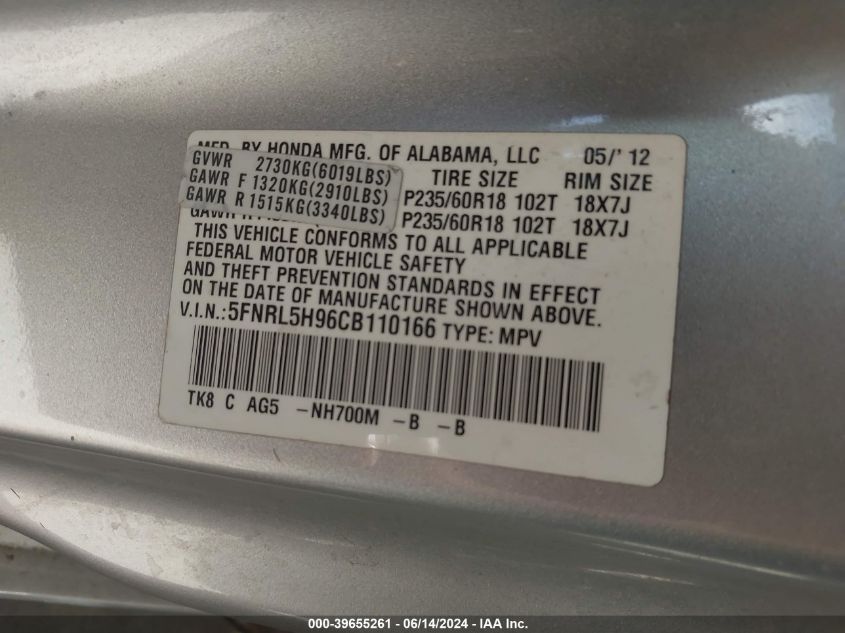 MFD. BY HONDA MFG. OF ALABAMA, LLC 05/'12
GVWR 2730KG(6019LBS)
GAWR F 1320KG(2910LBS)
GAWR R 1515KG(3340LBS)
TIRE SIZE RIM SIZE
P235/60R18 102T 18X7J
P235/60R18 102T 18X7J
THIS VEHICLE CONFORMS TO ALL APPLICABLE
FEDERAL MOTOR VEHICLE SAFETY
AND THEFT PREVENTION STANDARDS IN EFFECT
ON THE DATE OF MANUFACTURE SHOWN ABOVE.
V.I.N.:5FNRL5H96CB110166 TYPE: MPV
TK8 C AG5 -NH700M -B -B
000-39655261 - 06/14/2024 - IAA Inc.